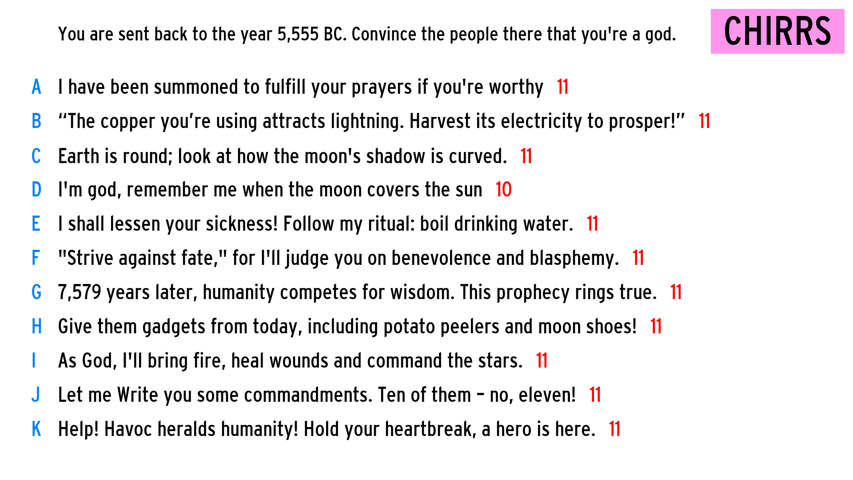 You are sent back to the year 5,555 BC. Convince the people there that you're a god.
CHIRRS
A I have been summoned to fulfill your prayers if you're worthy 11
B “The copper you’re using attracts lightning. Harvest its electricity to prosper!” 11
C Earth is round; look at how the moon's shadow is curved. 11
D I'm god, remember me when the moon covers the sun 10
E I shall lessen your sickness! Follow my ritual: boil drinking water. 11
F "Strive against fate," for I'll judge you on benevolence and blasphemy. 11
G 7,579 years later, humanity competes for wisdom. This prophecy rings true. 11
H Give them gadgets from today, including potato peelers and moon shoes! 11
I As God, I'll bring fire, heal wounds and command the stars. 11
J Let me Write you some commandments. Ten of them – no, eleven! 11
K Help! Havoc heralds humanity! Hold your heartbreak, a hero is here. 11